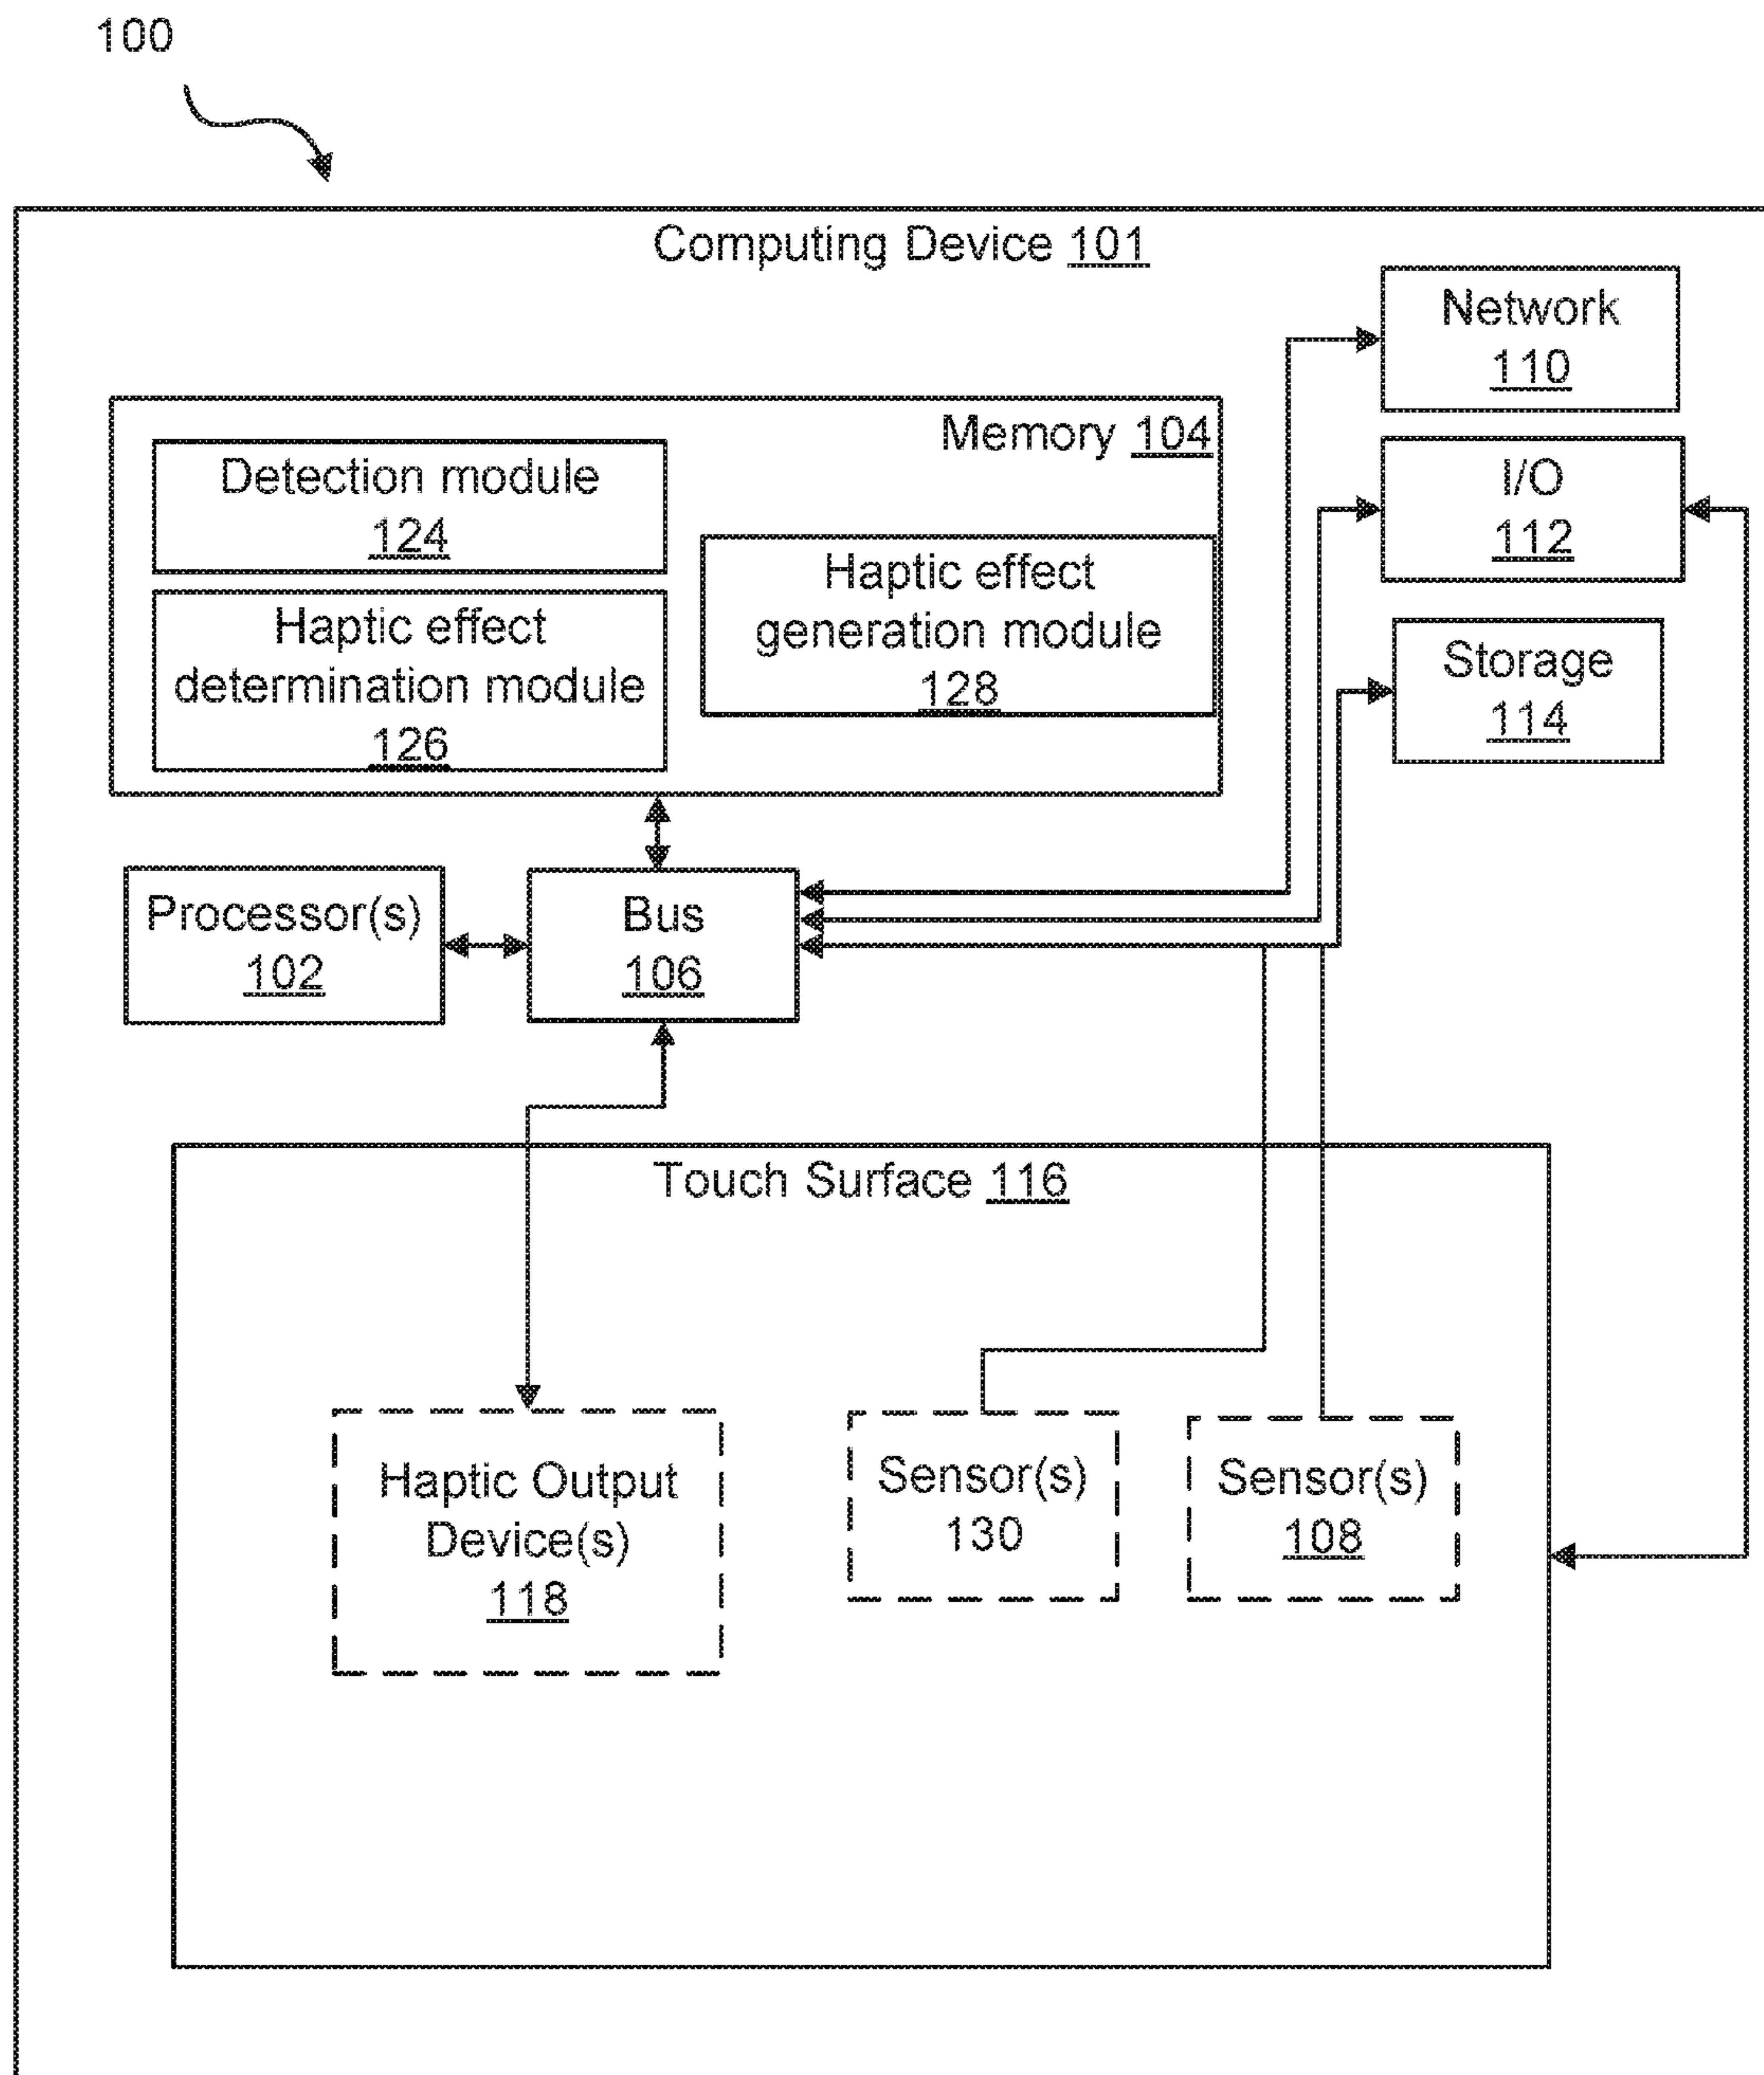 100
Computing Device 101
Network
110
Memory 104
Detection module
124
I/O
112
Haptic effect
generation module
128
Haptic effect
determination module
126
Storage
114
Processor(s)
102
Bus
106
Touch Surface 116
Haptic Output
Device(s)
118
Sensor(s)
130
Sensor(s)
108